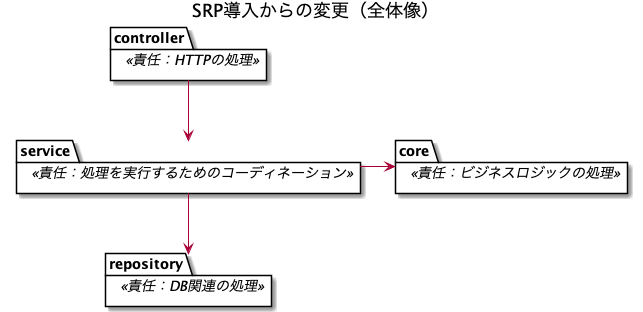 SRP導入からの変更（全体像）
controller
«責任：HTTPの処理»
service
«責任：処理を実行するためのコーディネーション»
core
«責任：ビジネスロジックの処理»
repository
«責任：DB関連の処理»